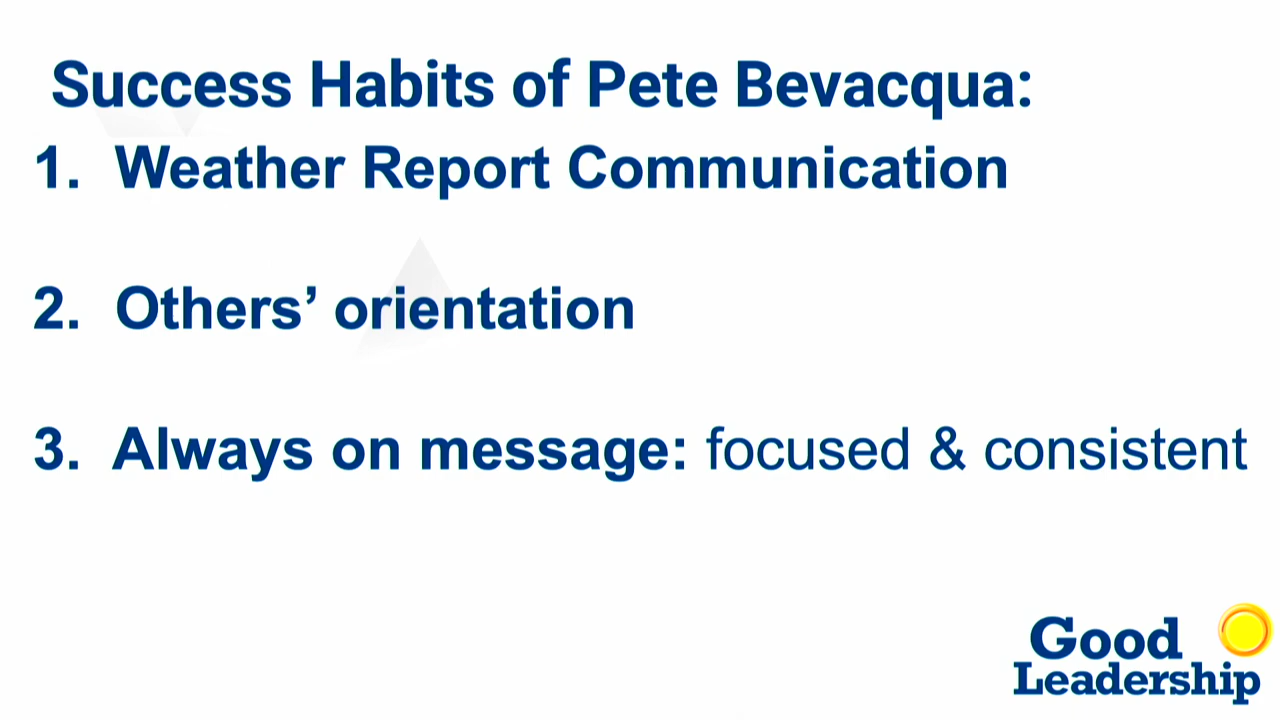 Success Habits of Pete Bevacqua:
1. Weather Report Communication
2. Others’ orientation
3. Always on message: focused & consistent
Good
Leadership